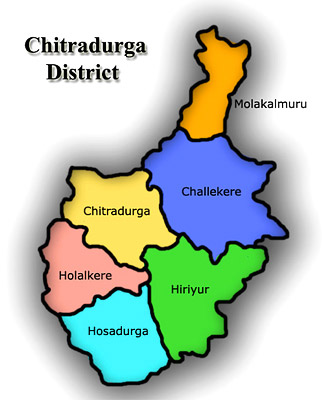 Chitradurga
District
Molakalmuru
Challekere
Chitradurga
Holalkere
Hiriyur
Hosadurga